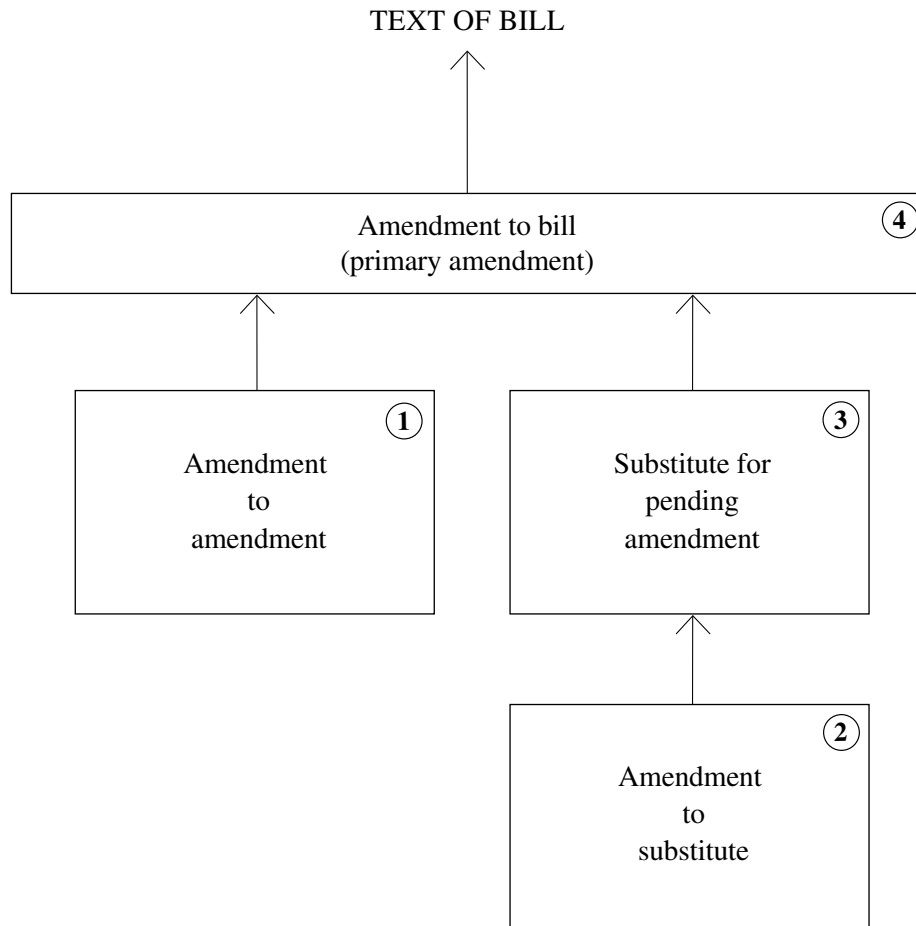 TEXT OF BILL
4
Amendment to bill
(primary amendment)
1
Amendment
to
amendment
3
Substitute for
pending
amendment
2
Amendment
to
substitute